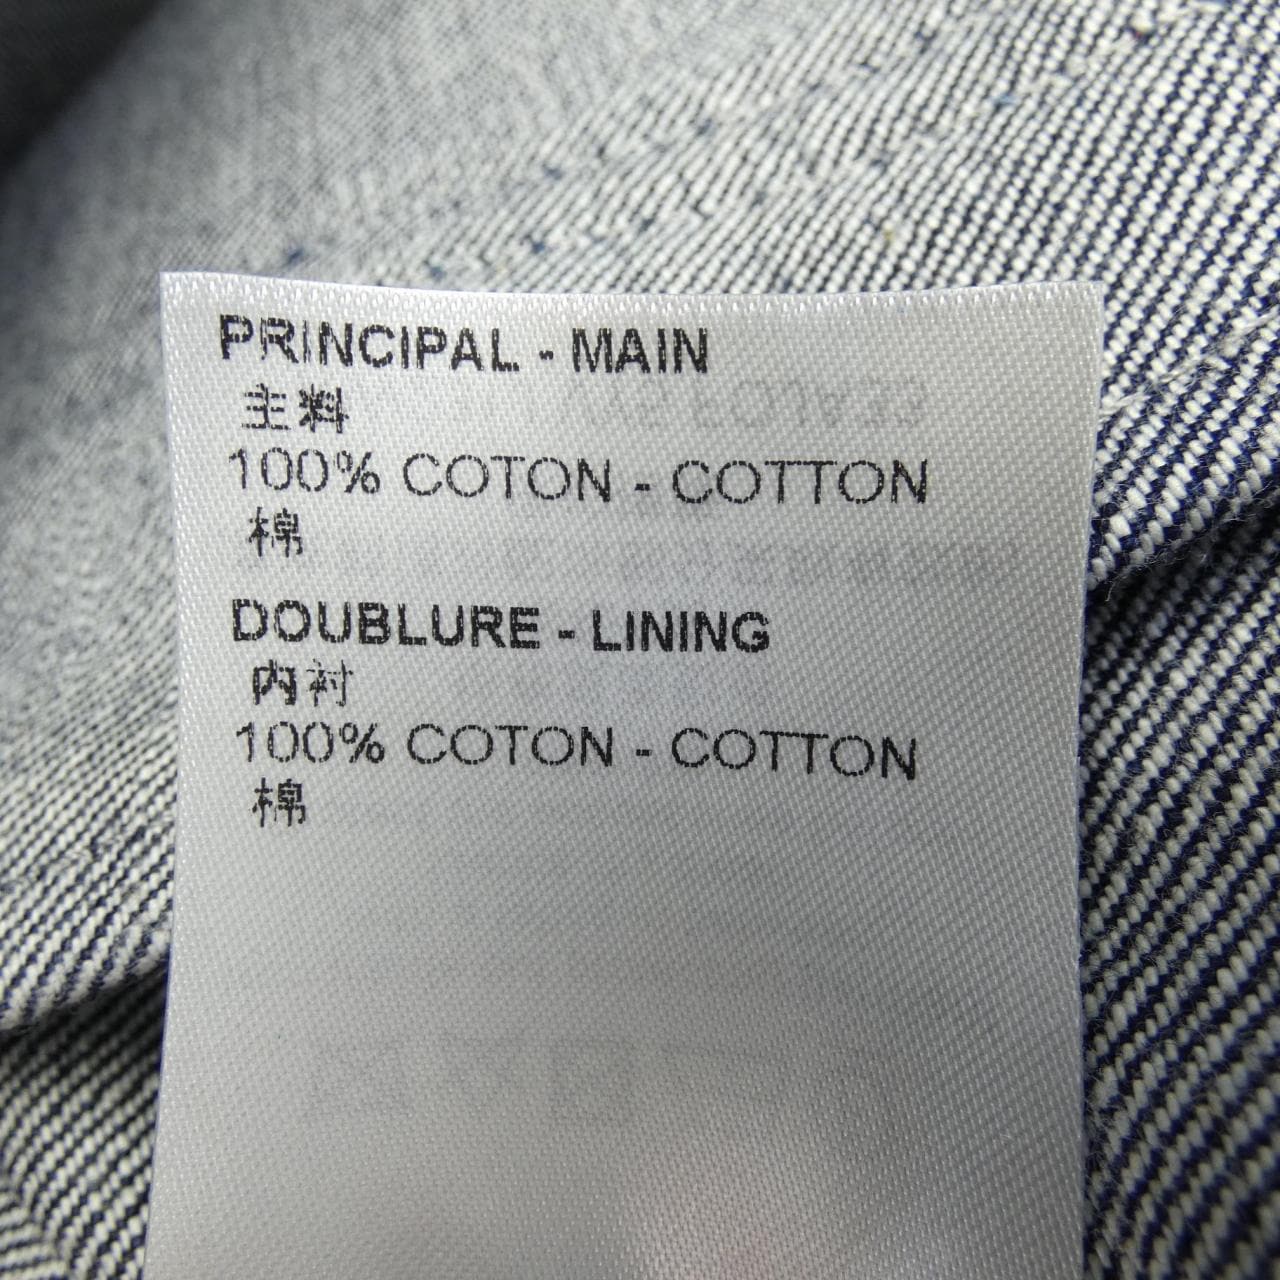 PRINCIPAL - MAIN
主料
100% COTON - COTTON
棉
DOUBLURE - LINING
内衬
100% COTON - COTTON
棉